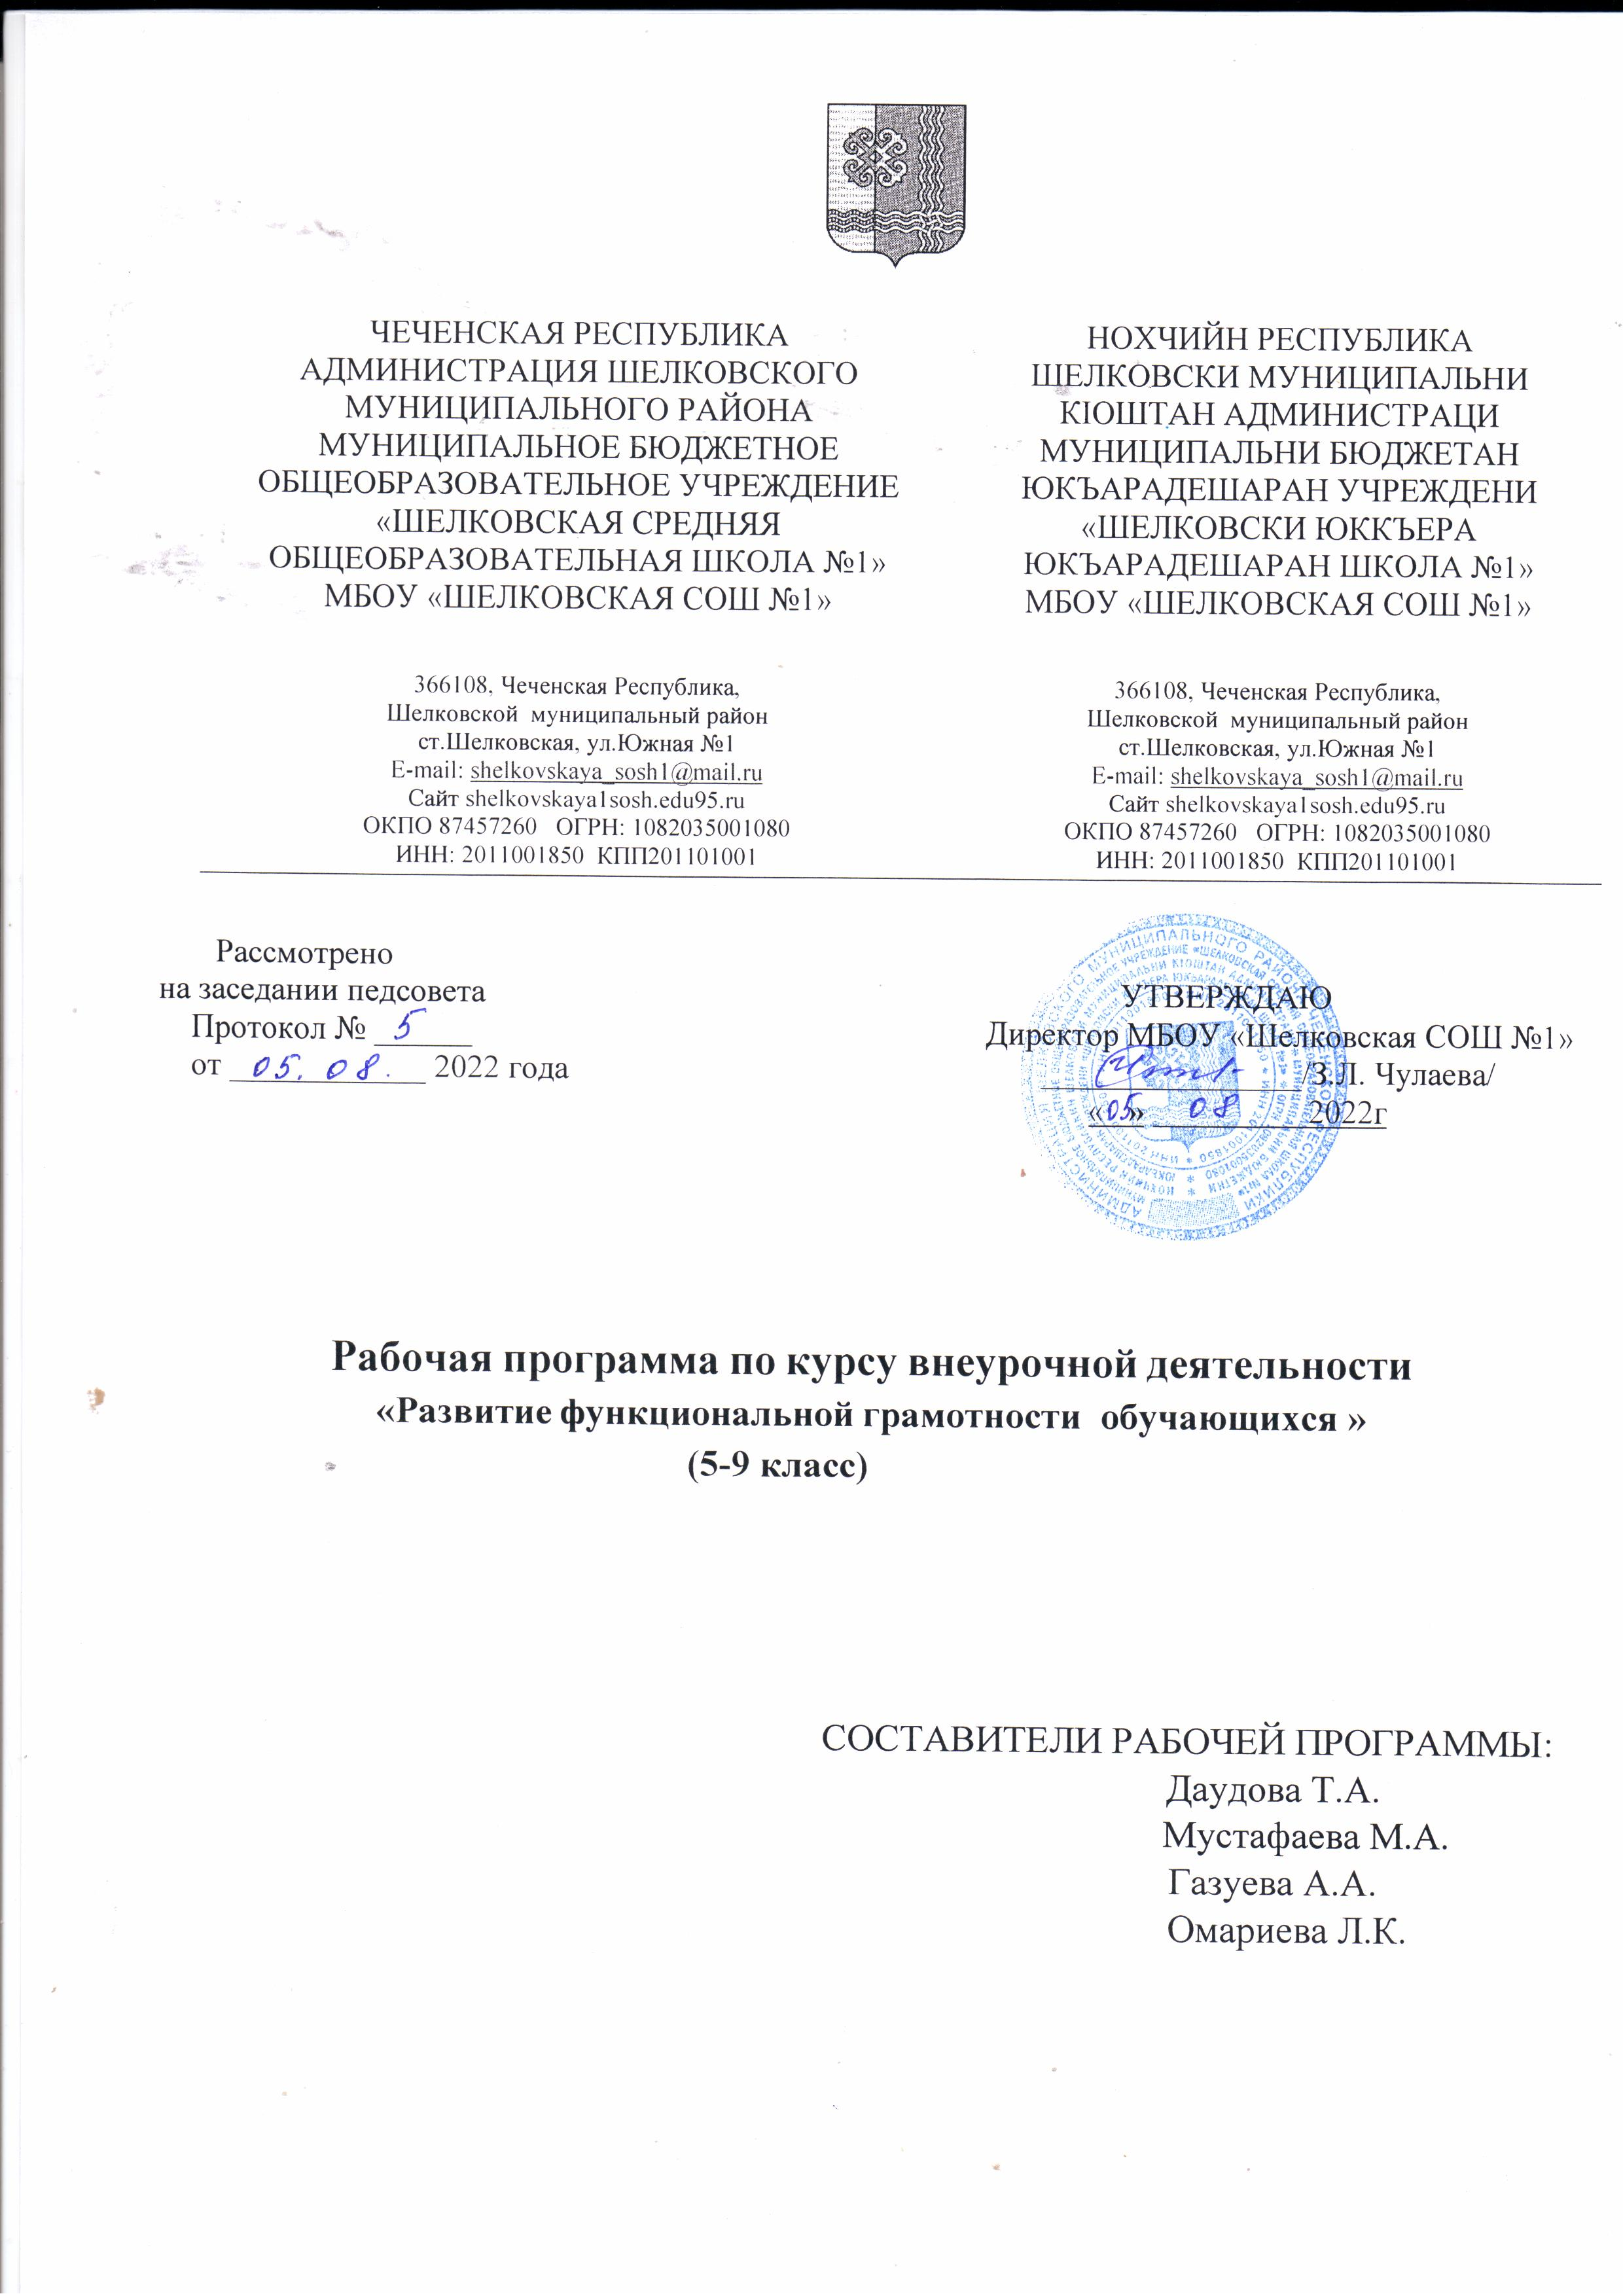 ЧЕЧЕНСКАЯ РЕСПУБЛИКА
АДМИНИСТРАЦИЯ ШЕЛКОВСКОГО
МУНИЦИПАЛЬНОГО РАЙОНА
МУНИЦИПАЛЬНОЕ БЮДЖЕТНОЕ
ОБЩЕОБРАЗОВАТЕЛЬНОЕ УЧРЕЖДЕНИЕ
«ШЕЛКОВСКАЯ СРЕДНЯЯ
ОБЩЕОБРАЗОВАТЕЛЬНАЯ ШКОЛА №1»
МБОУ «ШЕЛКОВСКАЯ СОШ №1»
366108, Чеченская Республика,
Шелковской муниципальный район
ст.Шелковская, ул.Южная №1
E-mail: shelkovskaya_sosh1@mail.ru
Сайт shelkovskaya1sosh.edu95.ru
ОКПО 87457260 ОГРН: 1082035001080
ИНН: 2011001850 КПП201101001
НОХЧИЙН РЕСПУБЛИКА
ШЕЛКОВСКИ МУНИЦИПАЛЬНИ
КІОШТАН АДМИНИСТРАЦИ
МУНИЦИПАЛЬНИ БЮДЖЕТАН
ЮКЪАРАДЕШАРАН УЧРЕЖДЕНИ
«ШЕЛКОВСКИ ЮККЪЕРА
ЮКЪАРАДЕШАРАН ШКОЛА №1»
МБОУ «ШЕЛКОВСКАЯ СОШ №1»
366108, Чеченская Республика,
Шелковской муниципальный район
ст.Шелковская, ул.Южная №1
E-mail: shelkovskaya_sosh1@mail.ru
Сайт shelkovskaya1sosh.edu95.ru
ОКПО 87457260 ОГРН: 1082035001080
ИНН: 2011001850 КПП201101001
Рассмотрено
на заседании педсовета
Протокол № 5
от 05.08. 2022 года
УТВЕРЖДАЮ
Директор МБОУ «Шелковская СОШ №1»
/З.Л. Чулаева/
«05» 08 2022г
Рабочая программа по курсу внеурочной деятельности
«Развитие функциональной грамотности обучающихся »
(5-9 класс)
СОСТАВИТЕЛИ РАБОЧЕЙ ПРОГРАММЫ:
Даудова Т.А.
Мустафаева М.А.
Газуева А.А.
Омариева Л.К.